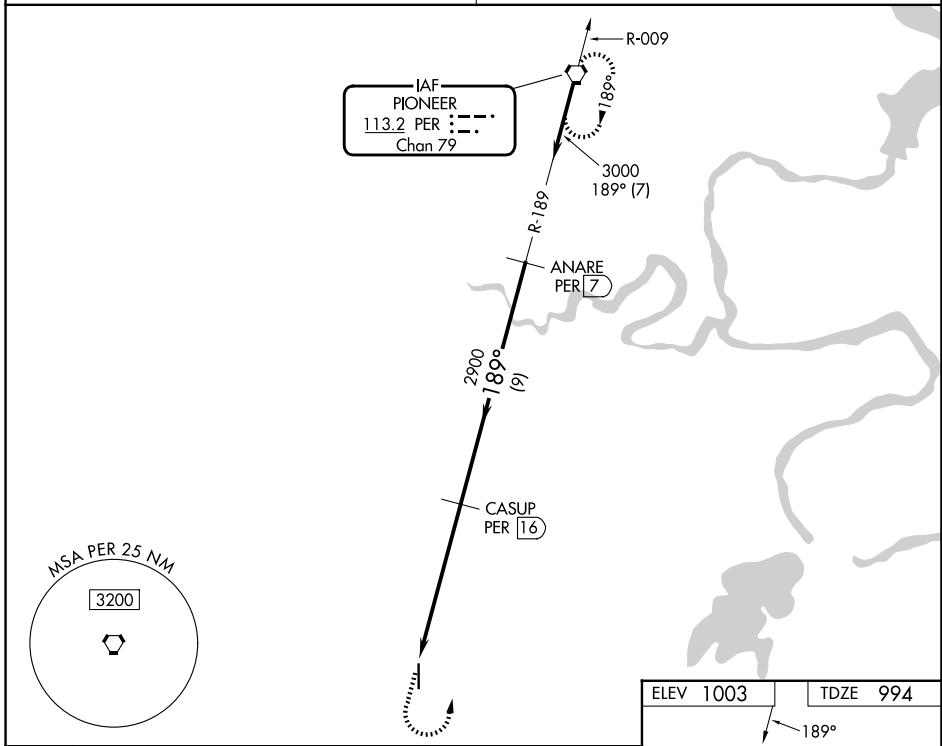 R-009
IAF
PIONEER
113.2 PER
Chan 79
189°
3000
189° (7)
R-189
ANARE
PER 7
2900
189°
(9)
CASUP
PER 16
MSA PER 25 NM
3200
ELEV 1003
TDZE 994
189°